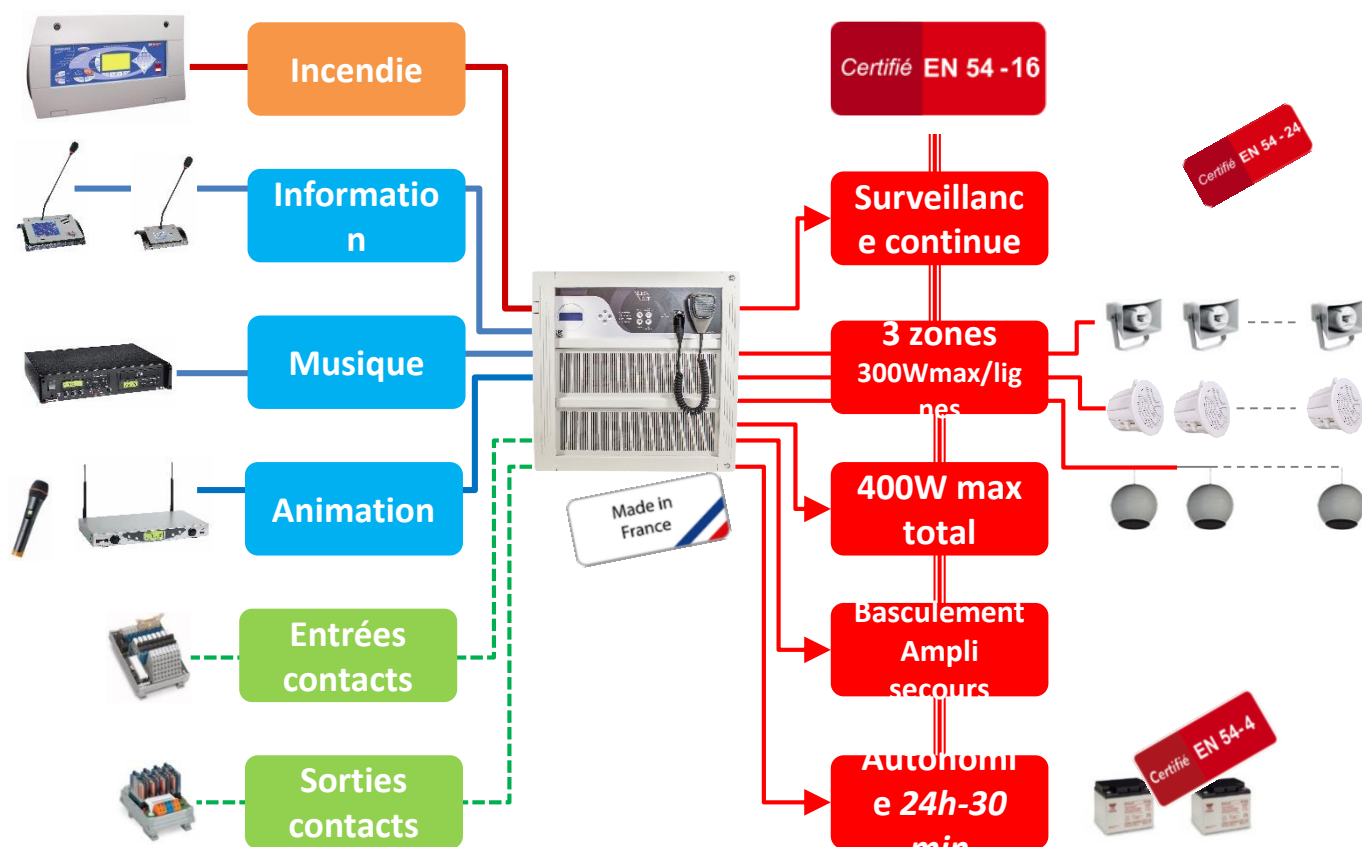 Incendie
Certifié EN 54 -16
Certifié EN 54 - 24
Informatio
n
Surveillanc
e continue
Musique
3 zones
300Wmax/lig
nes
Animation
400W max
total
Made in
France
Entrées
contacts
Basculement
Ampli
secours
Certifié EN 54- 4
Sorties
contacts
Autonomi
e 24h-30
min